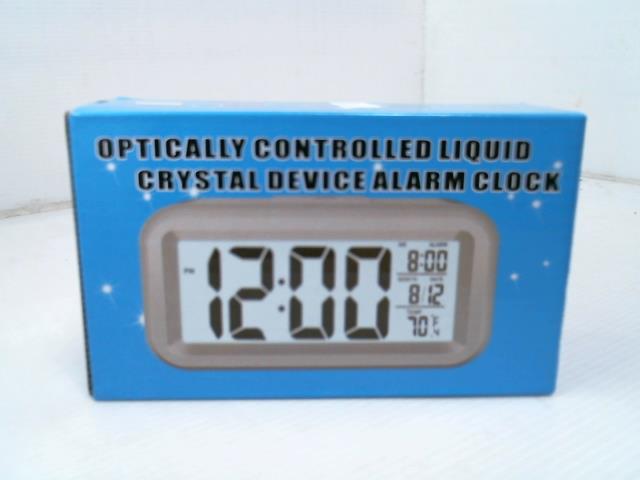 OPTICALLY CONTROLLED LIQUID
CRYSTAL DEVICE ALARM CLOCK
PM 12:00
ALARM
8:00
MONTH DATE
8/12
TEMP
70 °F